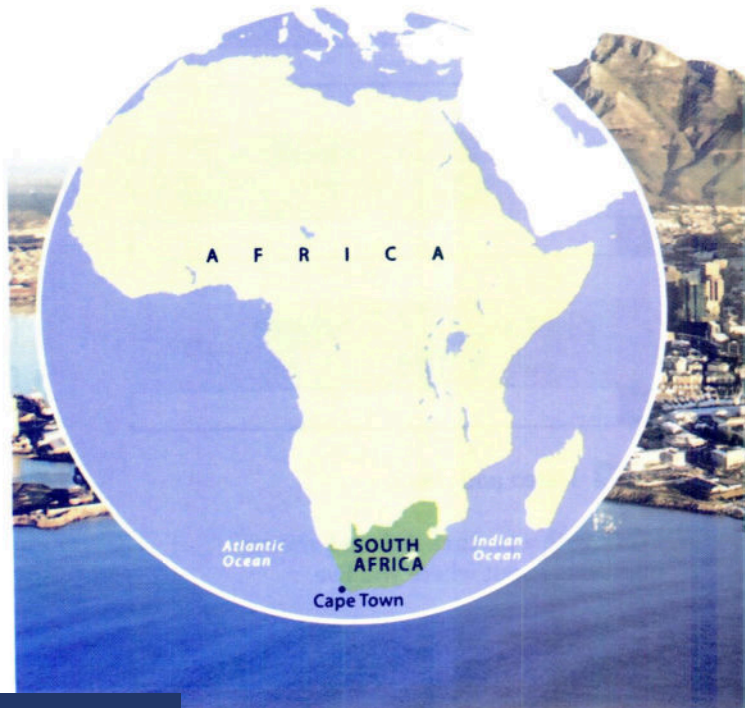 A F R I C A
Atlantic
Ocean
SOUTH
AFRICA
Indian
Ocean
Cape Town